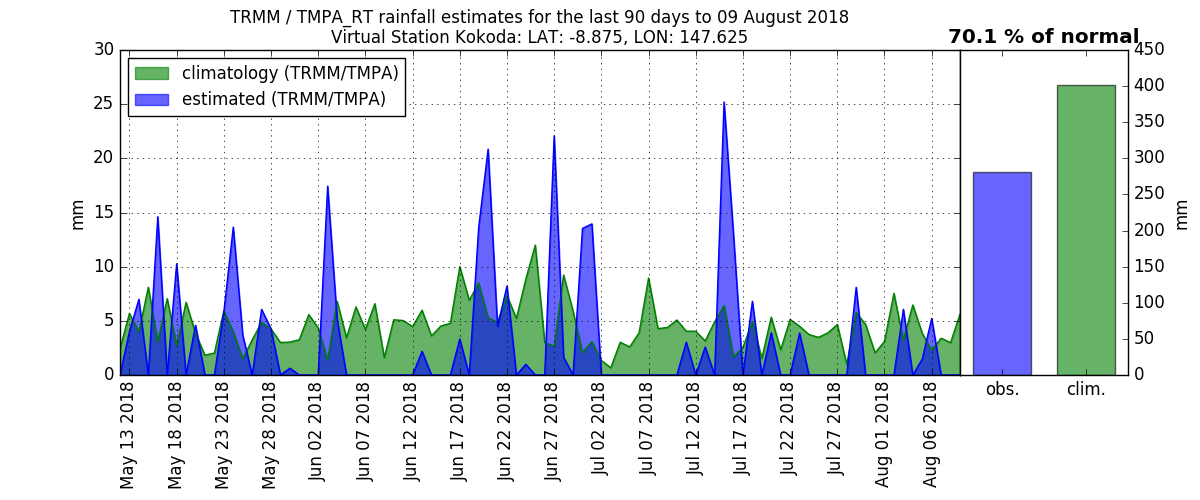 TRMM / TMPA_RT rainfall estimates for the last 90 days to 09 August 2018
Virtual Station Kokoda: LAT: -8.875, LON: 147.625
70.1 % of normal
climatology (TRMM/TMPA)
estimated (TRMM/TMPA)
mm
30
25
20
15
10
5
0
May 13 2018
May 18 2018
May 23 2018
May 28 2018
Jun 02 2018
Jun 07 2018
Jun 12 2018
Jun 17 2018
Jun 22 2018
Jun 27 2018
Jul 02 2018
Jul 07 2018
Jul 12 2018
Jul 17 2018
Jul 22 2018
Jul 27 2018
Aug 01 2018
Aug 06 2018
obs.
clim.
450
400
350
300
250
200
150
100
50
0
mm